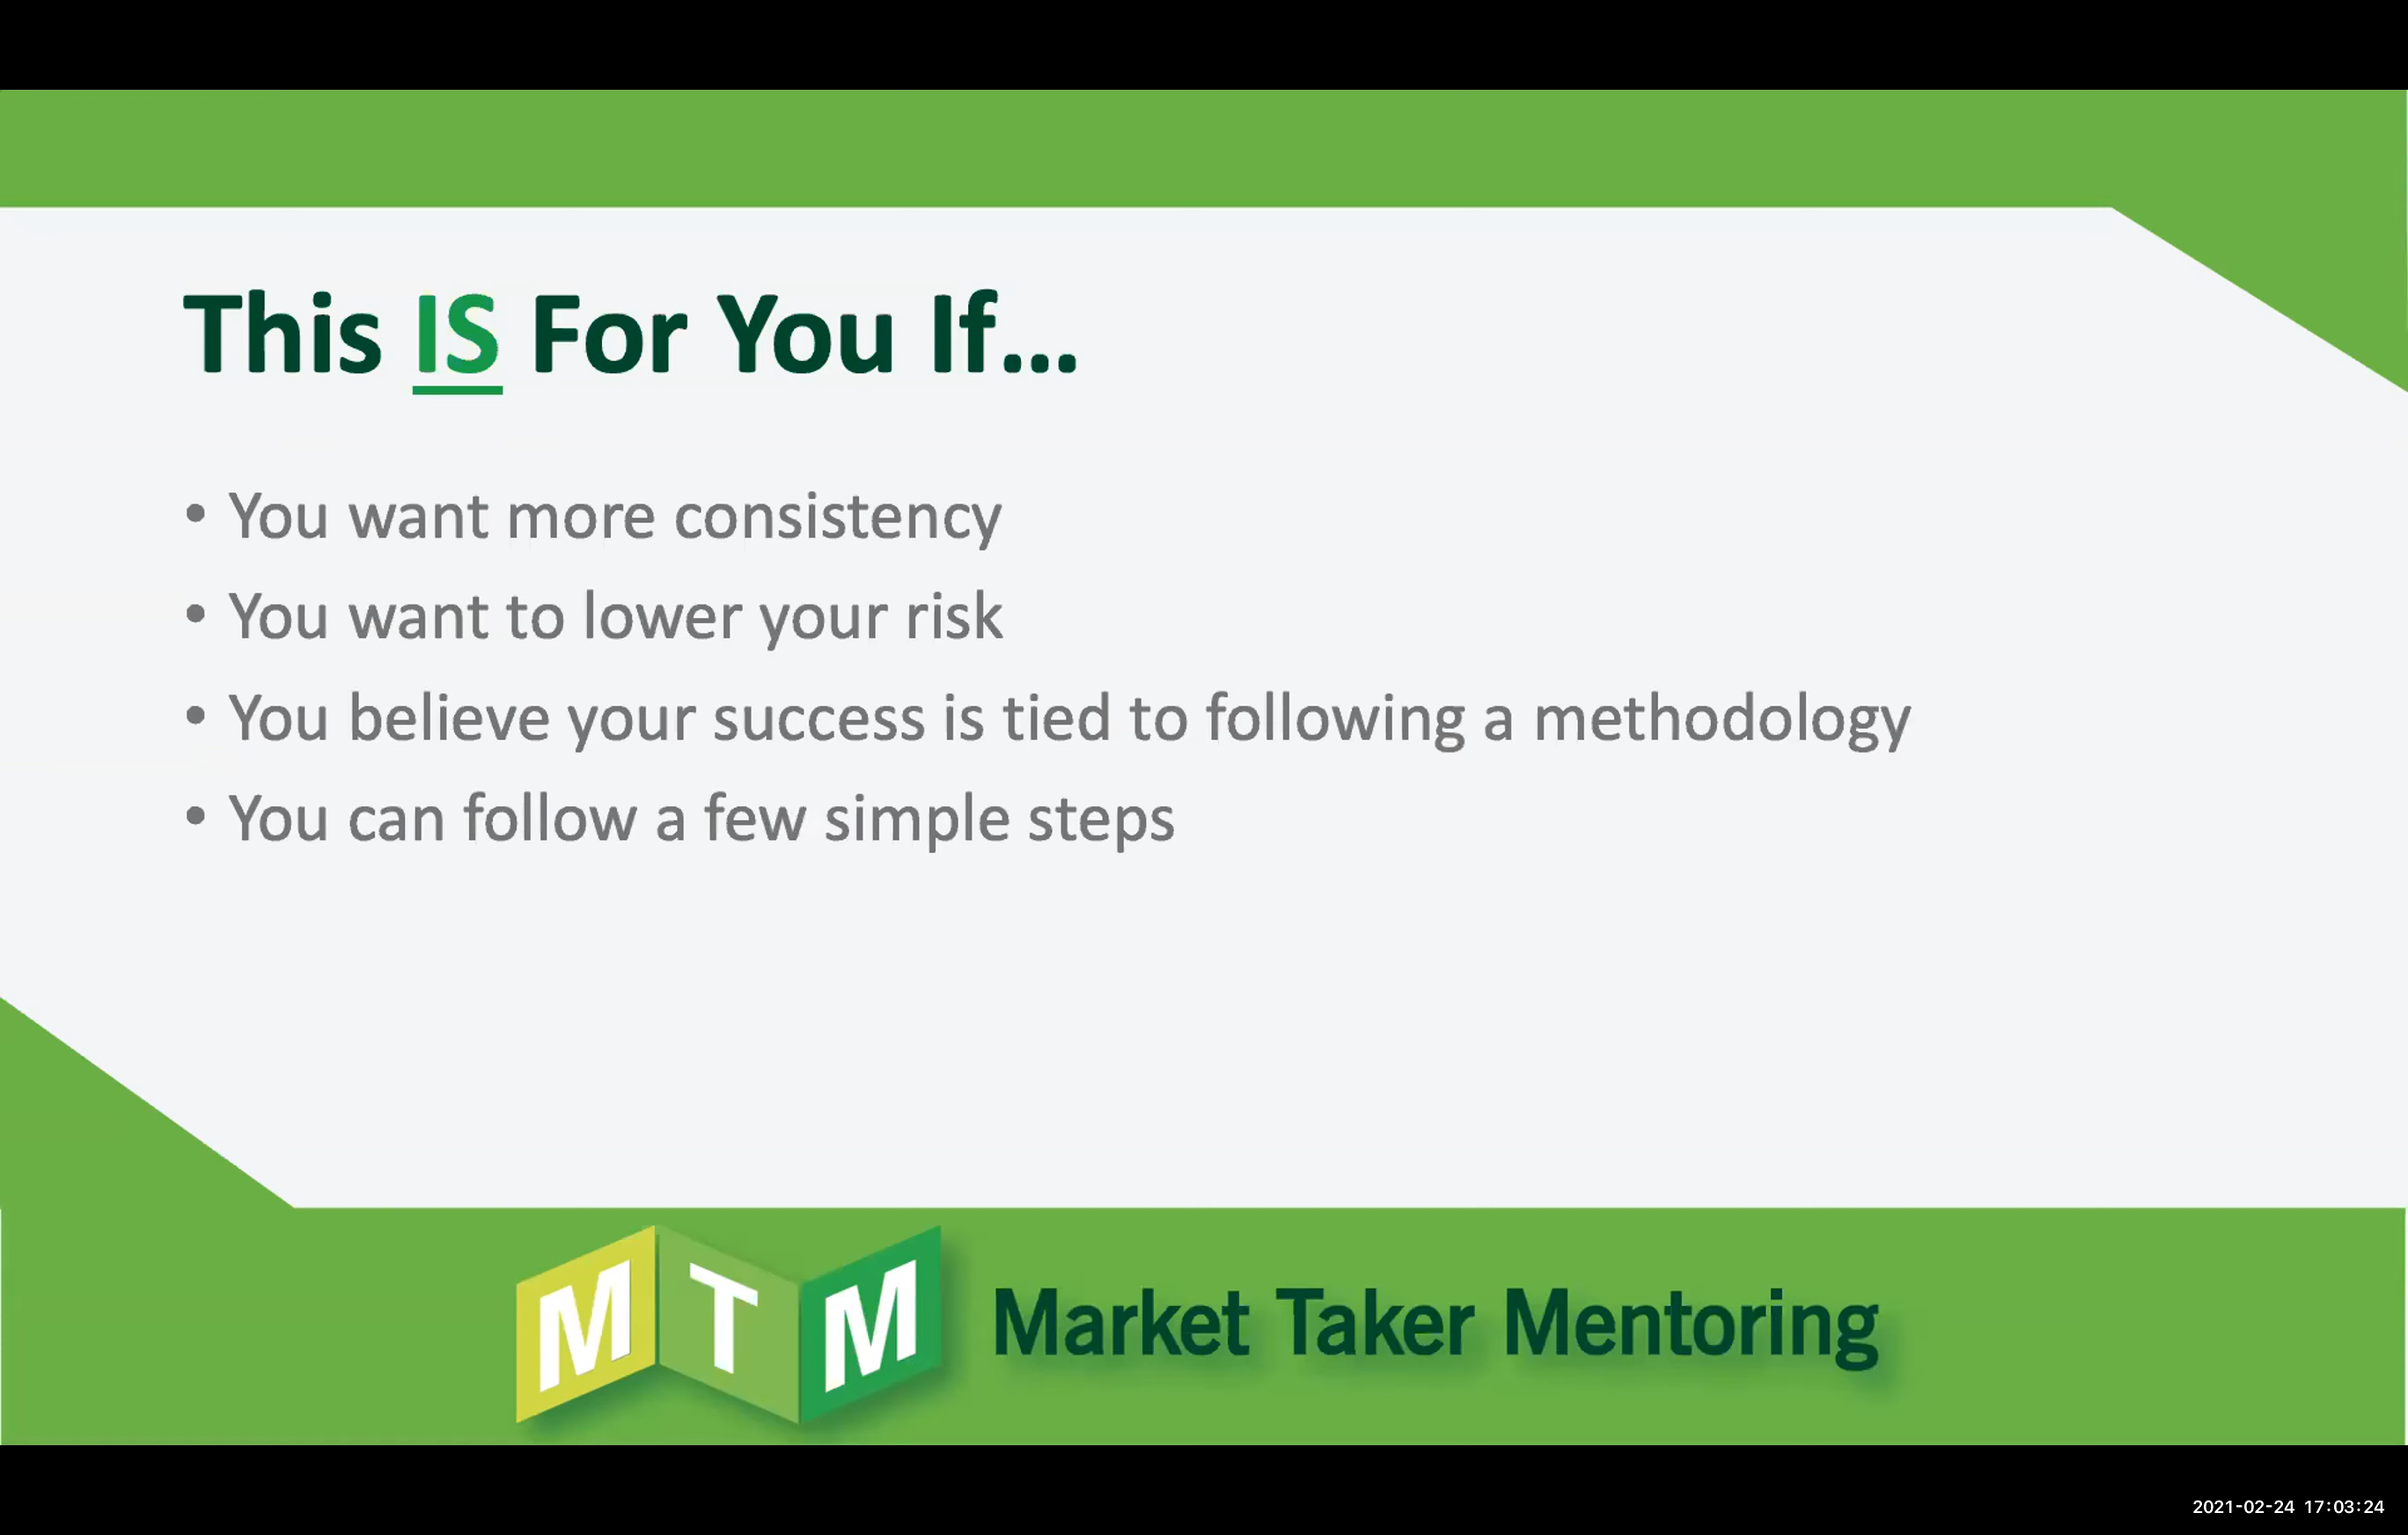 This IS For You If...
• You want more consistency
• You want to lower your risk
• You believe your success is tied to following a methodology
• You can follow a few simple steps
MTM Market Taker Mentoring
2021-02-24 17:03:24